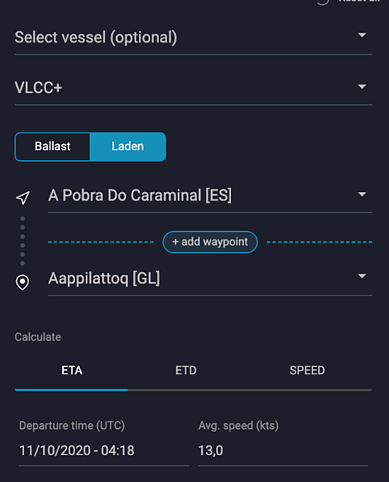 Select vessel (optional)
VLCC+
Ballast Laden
A Pobra Do Caraminal [ES]
+ add waypoint
Aappilattoq [GL]
Calculate
ETA ETD SPEED
Departure time (UTC) Avg. speed (kts)
11/10/2020 - 04:18 13,0